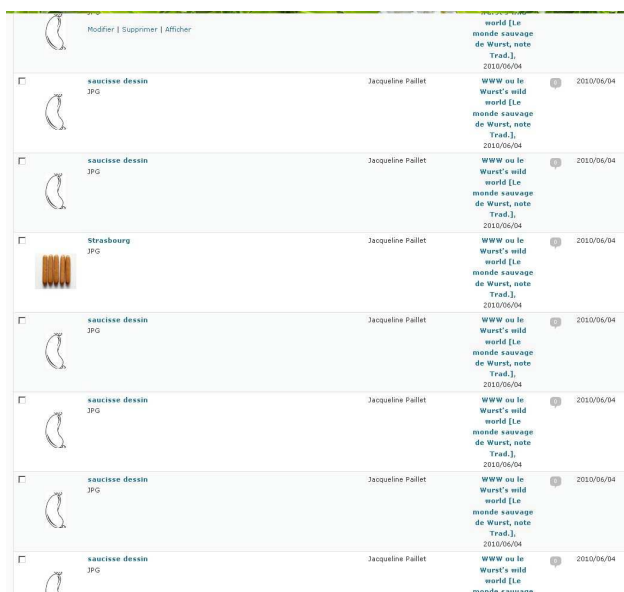 Modifier | Supprimer | Afficher
world [Le
monde sauvage
de Wurst, note
Trad.],
2010/06/04
saucisse dessin
JPG
Jacqueline Paillet
WWW ou le
Wurst's wild
world [Le
monde sauvage
de Wurst, note
Trad.],
2010/06/04
0
2010/06/04
saucisse dessin
JPG
Jacqueline Paillet
WWW ou le
Wurst's wild
world [Le
monde sauvage
de Wurst, note
Trad.],
2010/06/04
0
2010/06/04
Strasbourg
JPG
Jacqueline Paillet
WWW ou le
Wurst's wild
world [Le
monde sauvage
de Wurst, note
Trad.],
2010/06/04
0
2010/06/04
saucisse dessin
JPG
Jacqueline Paillet
WWW ou le
Wurst's wild
world [Le
monde sauvage
de Wurst, note
Trad.],
2010/06/04
0
2010/06/04
saucisse dessin
JPG
Jacqueline Paillet
WWW ou le
Wurst's wild
world [Le
monde sauvage
de Wurst, note
Trad.],
2010/06/04
0
2010/06/04
saucisse dessin
JPG
Jacqueline Paillet
WWW ou le
Wurst's wild
world [Le
monde sauvage
de Wurst, note
Trad.],
2010/06/04
0
2010/06/04
saucisse dessin
JPG
Jacqueline Paillet
WWW ou le
Wurst's wild
world [Le
monde sauvage
0
2010/06/04